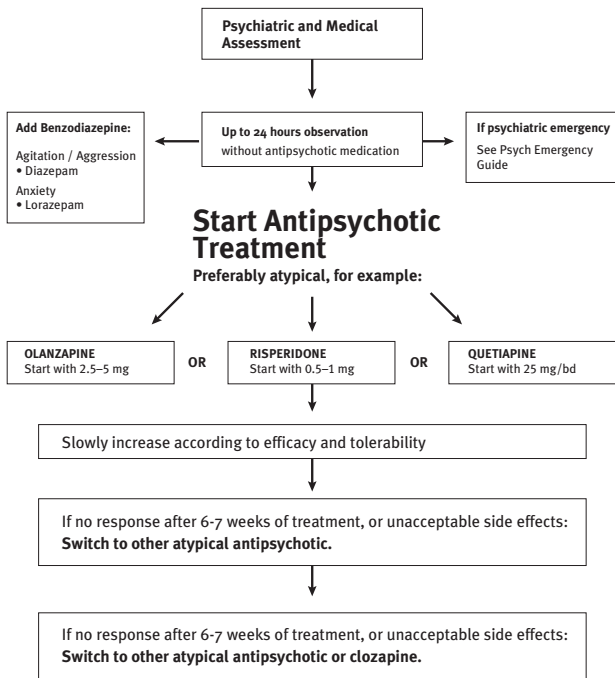 Psychiatric and Medical
Assessment
Add Benzodiazepine:
Agitation / Aggression
• Diazepam
Anxiety
• Lorazepam
Up to 24 hours observation
without antipsychotic medication
If psychiatric emergency
See Psych Emergency
Guide
Start Antipsychotic
Treatment
Preferably atypical, for example:
OLANZAPINE
Start with 2.5–5 mg
OR
RISPERIDONE
Start with 0.5–1 mg
OR
QUETIAPINE
Start with 25 mg/bd
Slowly increase according to efficacy and tolerability
If no response after 6-7 weeks of treatment, or unacceptable side effects:
Switch to other atypical antipsychotic.
If no response after 6-7 weeks of treatment, or unacceptable side effects:
Switch to other atypical antipsychotic or clozapine.